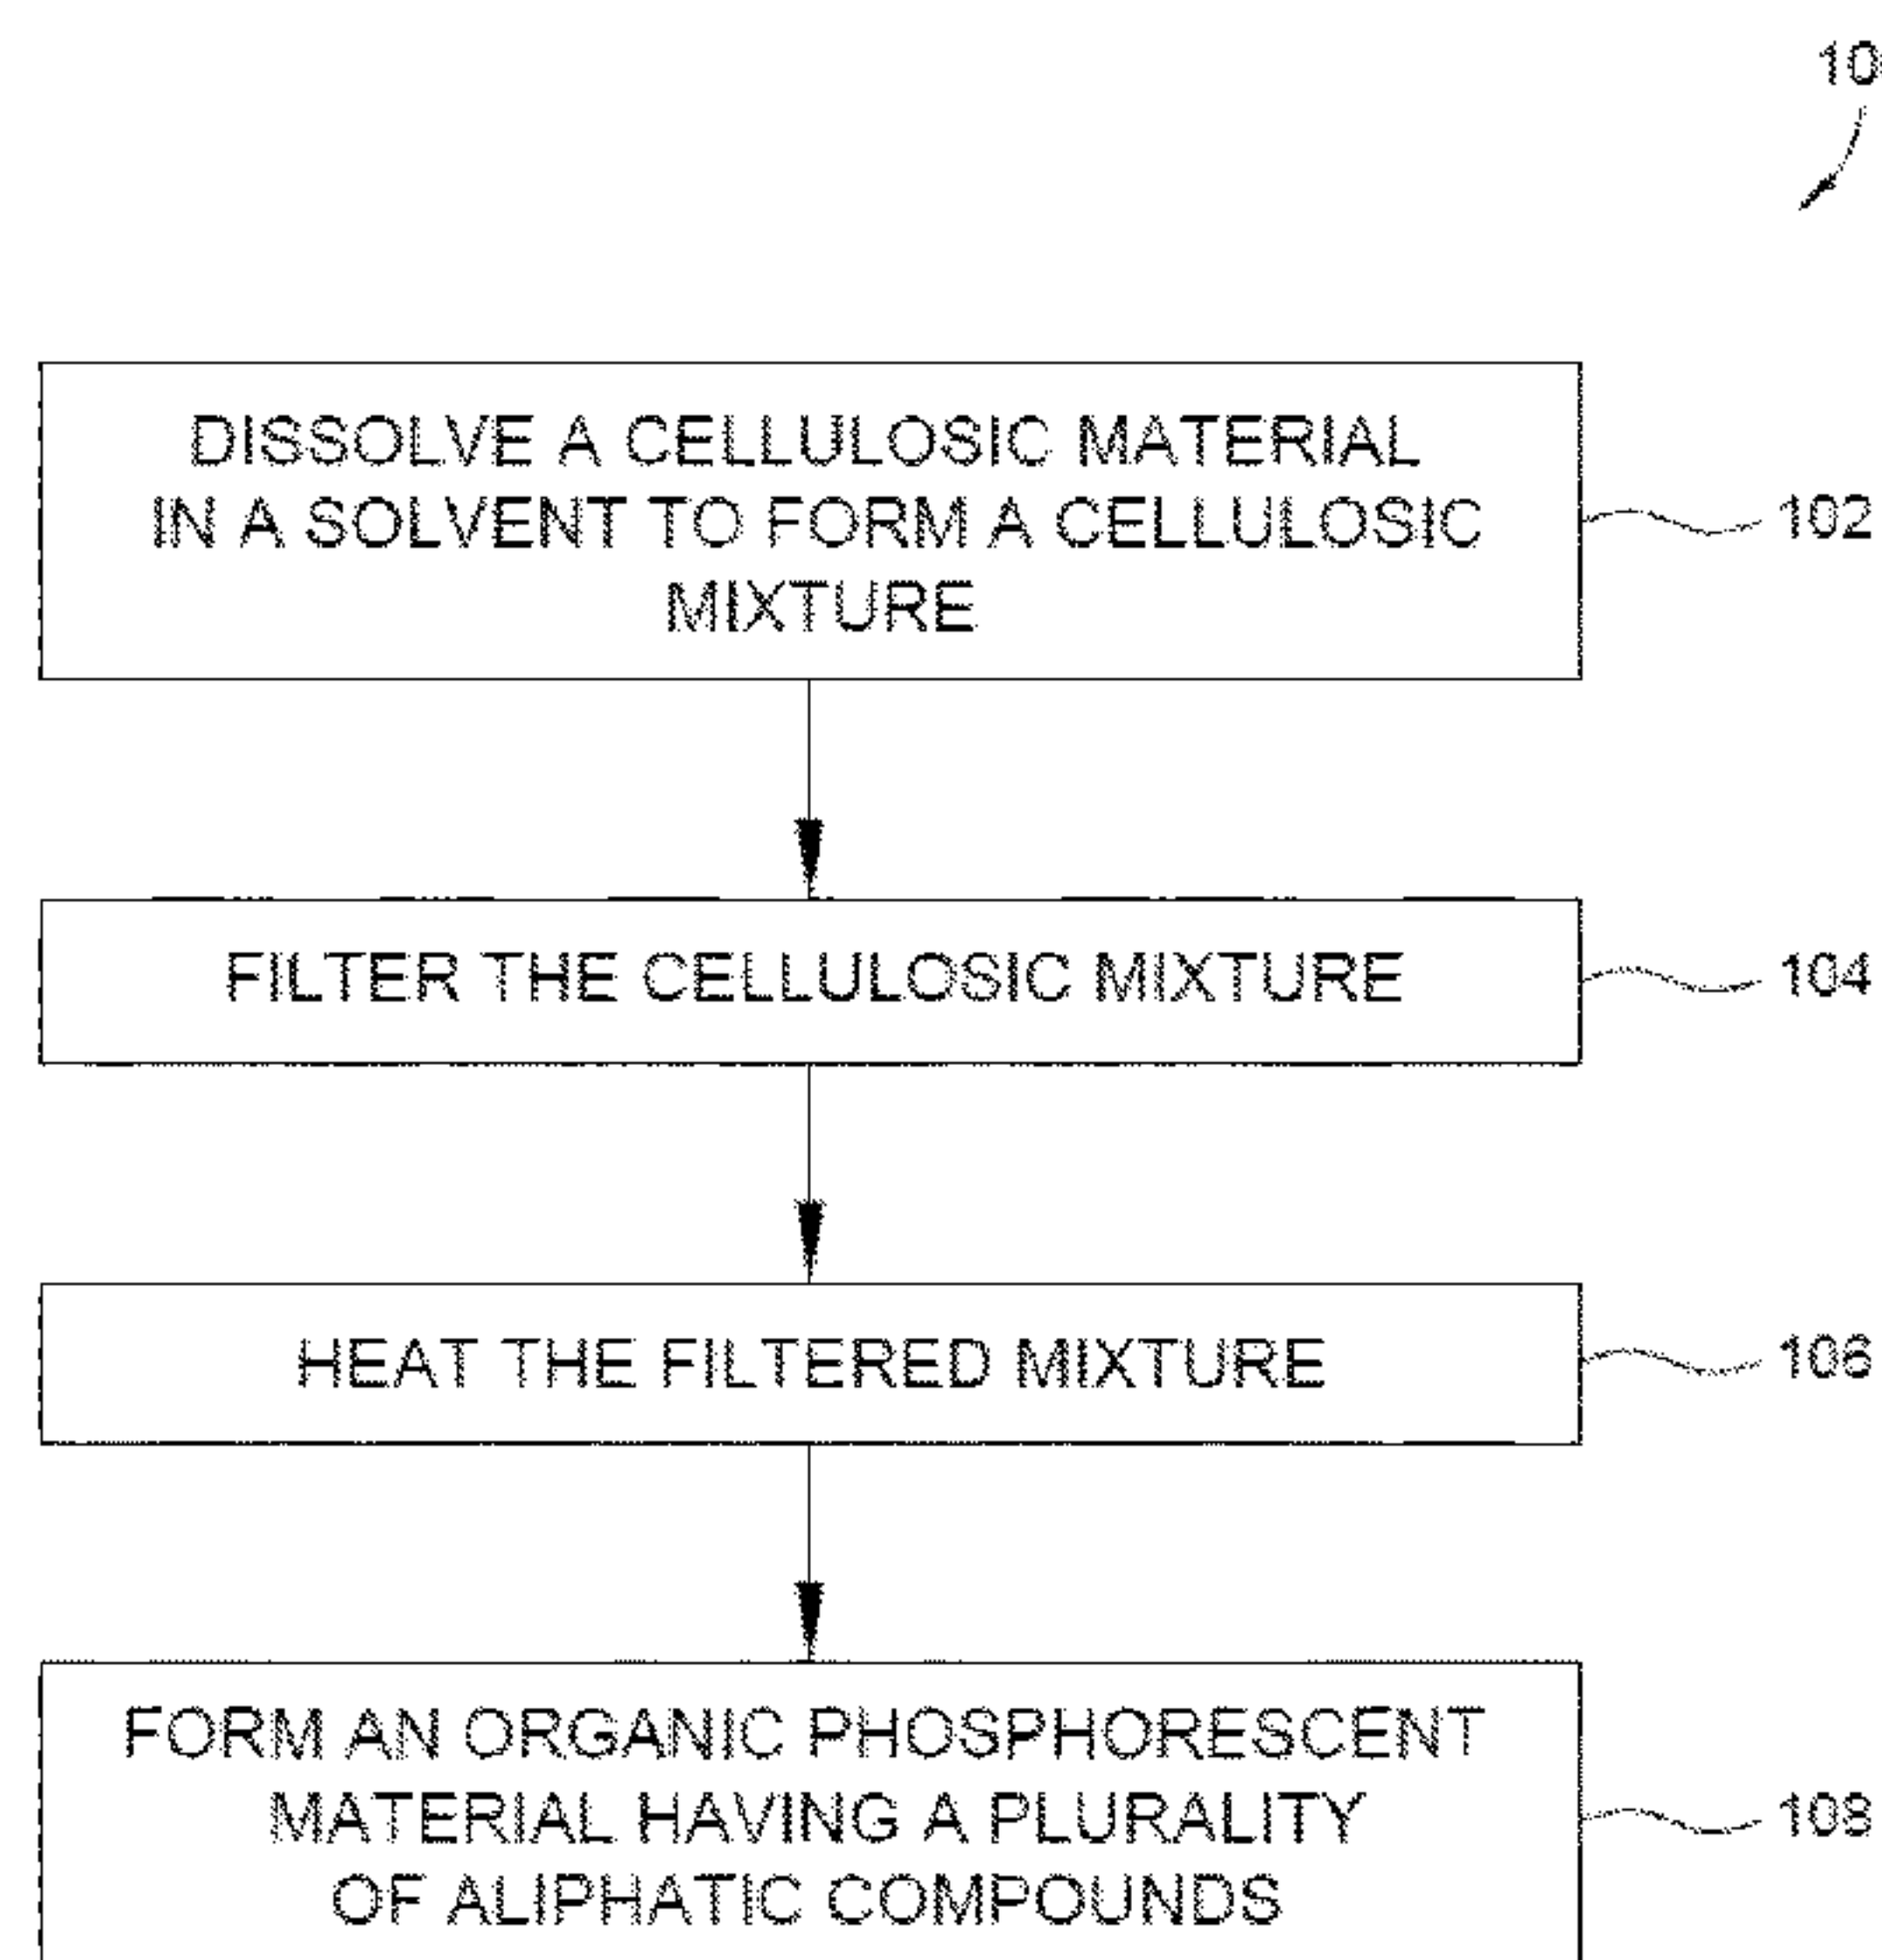 DISSOLVE A CELLULOSIC MATERIAL
IN A SOLVENT TO FORM A CELLULOSIC
MIXTURE
102
FILTER THE CELLULOSIC MIXTURE
104
HEAT THE FILTERED MIXTURE
106
FORM AN ORGANIC PHOSPHORESCENT
MATERIAL HAVING A PLURALITY
OF ALIPHATIC COMPOUNDS
108